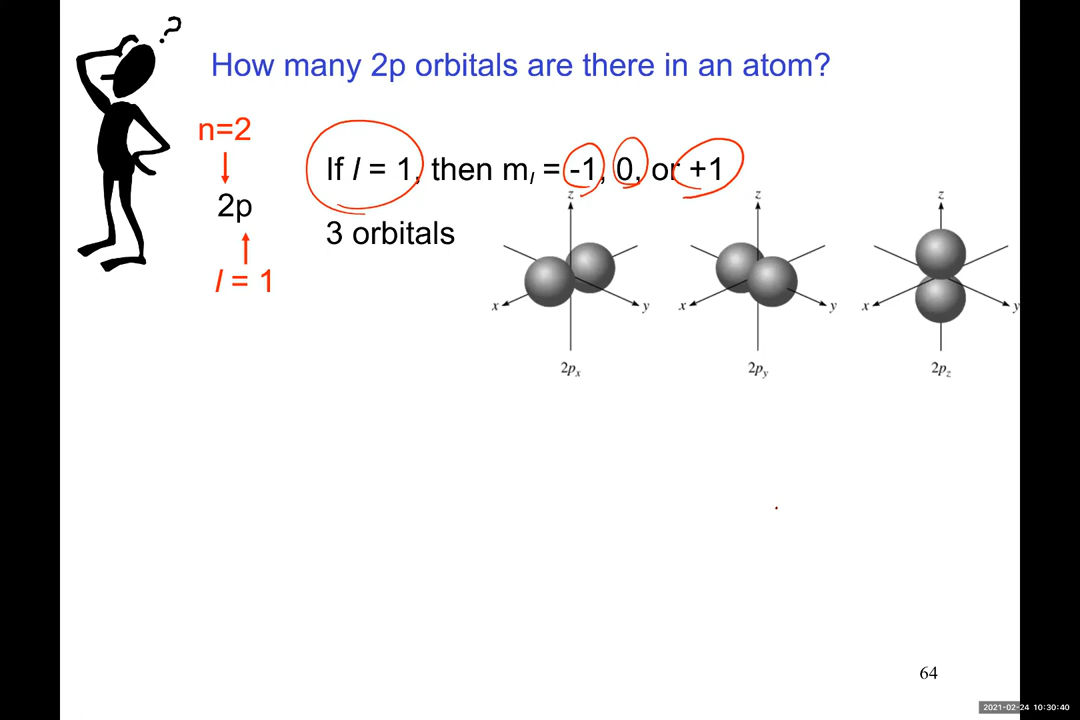 ?
How many 2p orbitals are there in an atom?
n=2
If l = 1, then ml = -1, 0, or +1
2p
3 orbitals
l = 1
z
z
z
x
y
x
y
x
y
2px
2py
2pz
64
2021-02-24 10:30:40